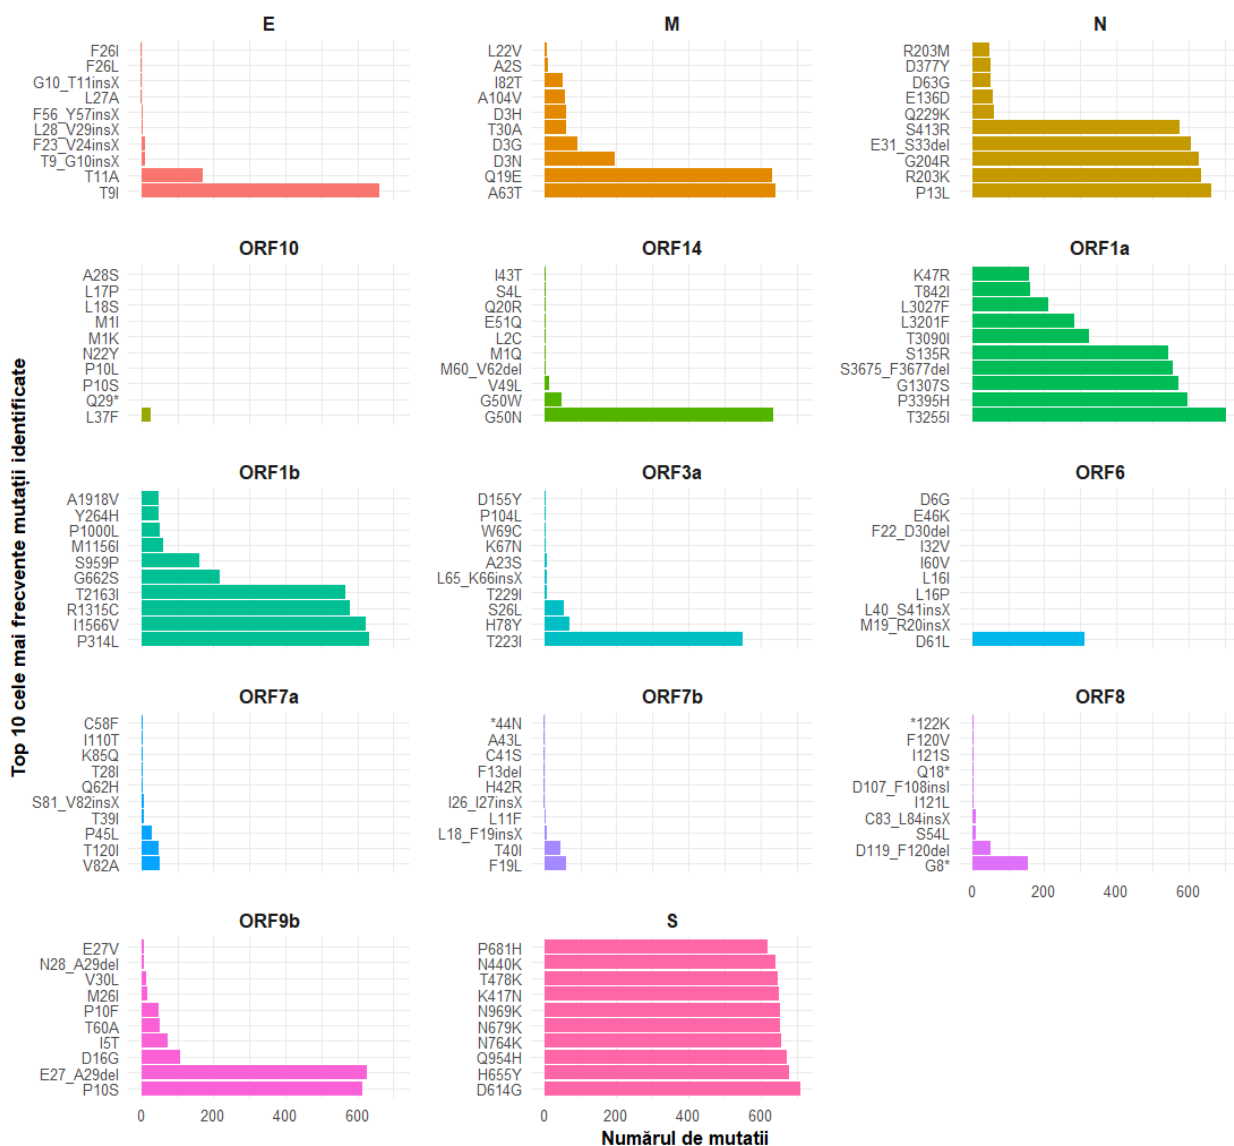 E
F26I
F26L
G10_T11insX
L27A
F56_Y57insX
L28_V29insX
F23_V24insX
T9_G10insX
T11A
T9I
M
L22V
A2S
I82T
A104V
D3H
T30A
D3G
D3N
Q19E
A63T
N
R203M
D377Y
D63G
E136D
Q229K
S413R
E31_S33del
G204R
R203K
P13L
ORF10
A28S
L17P
L18S
M1I
M1K
N22Y
P10L
P10S
Q29*
L37F
ORF14
I43T
S4L
Q20R
E51Q
L2C
M1Q
M60_V62del
V49L
G50W
G50N
ORF1a
K47R
T842I
L3027F
L3201F
T3090I
S135R
S3675_F3677del
G1307S
P3395H
T3255I
Top 10 cele mai frecvente mutații identificate
ORF1b
A1918V
Y264H
P1000L
M1156I
S959P
G662S
T2163I
R1315C
I1566V
P314L
ORF3a
D155Y
P104L
W69C
K67N
A23S
L65_K66insX
T229I
S26L
H78Y
T223I
ORF6
D6G
E46K
F22_D30del
I32V
I60V
L16I
L16P
L40_S41insX
M19_R20insX
D61L
ORF7a
C58F
I110T
K85Q
T28I
Q62H
S81_V82insX
T39I
P45L
T120I
V82A
ORF7b
*44N
A43L
C41S
F13del
H42R
I26_I27insX
L11F
L18_F19insX
T40I
F19L
ORF8
*122K
F120V
I121S
Q18*
D107_F108insI
I121L
C83_L84insX
S54L
D119_F120del
G8*
0 200 400 600
ORF9b
E27V
N28_A29del
V30L
M26I
P10F
T60A
I5T
D16G
E27_A29del
P10S
0 200 400 600
S
P681H
N440K
T478K
K417N
N969K
N679K
N764K
Q954H
H655Y
D614G
0 200 400 600
Numărul de mutatii